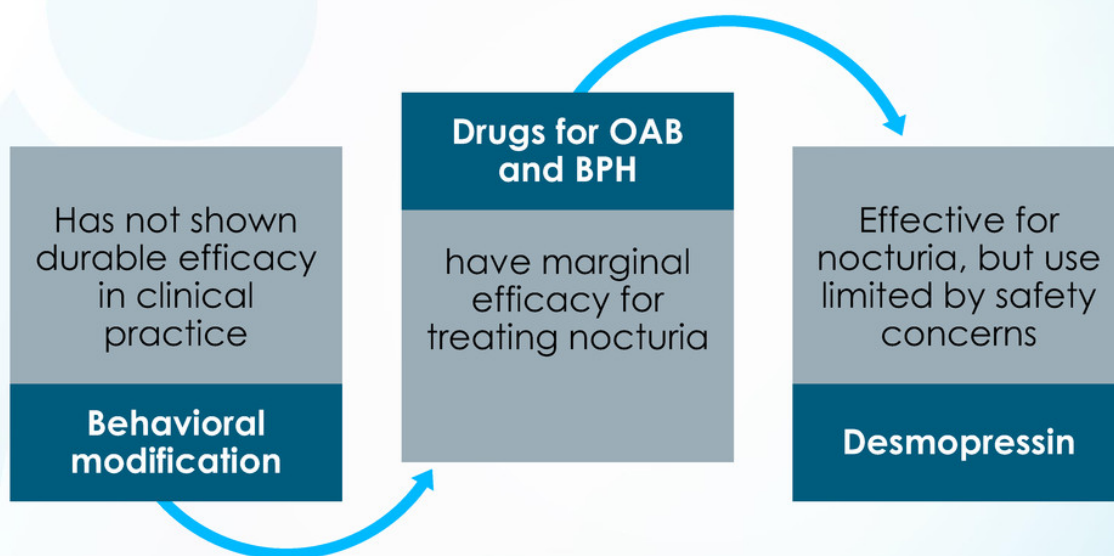 Has not shown
durable efficacy
in clinical
practice
Behavioral
modification
Drugs for OAB
and BPH
have marginal
efficacy for
treating nocturia
Effective for
nocturia, but use
limited by safety
concerns
Desmopressin